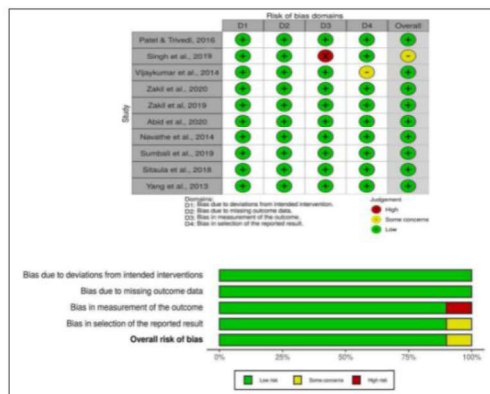 Risk of bias domains
D1 D2 D3 D4 Overall
Patel & Trivedi, 2016
Singh et al., 2019
Vijaykumar et al., 2014
Zakil et al., 2020
Zakil et al., 2019
Abid et al., 2020
Navathe et al., 2014
Sumbali et al., 2019
Sitaula et al., 2018
Yang et al., 2013
Study
Domains:
D1: Bias due to deviations from intended intervention.
D2: Bias due to missing outcome data.
D3: Bias in measurement of the outcome.
D4: Bias in selection of the reported result.
Judgement
High
Some concerns
Low
Bias due to deviations from intended interventions
Bias due to missing outcome data
Bias in measurement of the outcome
Bias in selection of the reported result
Overall risk of bias
0% 25% 50% 75% 100%
Low risk Some concerns High risk